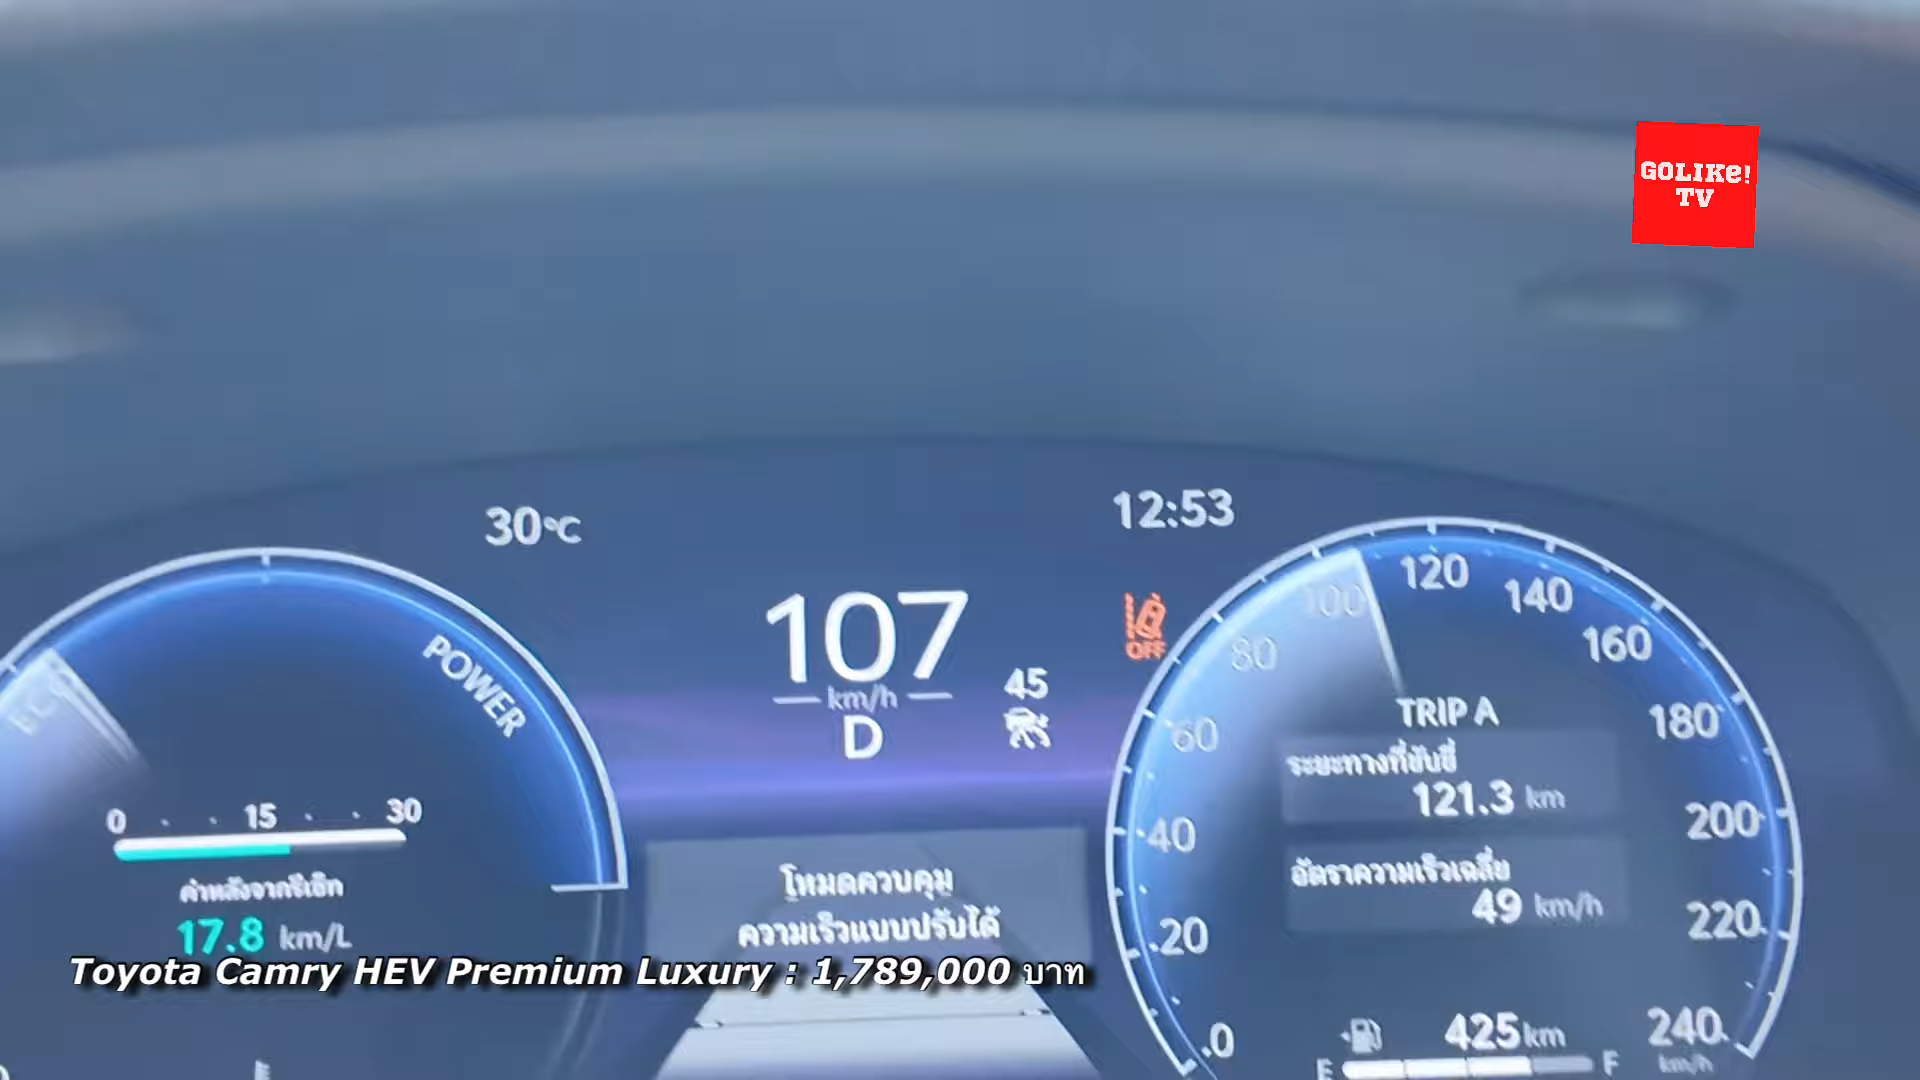 GOLIKe!
TV
30°C
12:53
107
km/h
D
45
OFF
POWER
0 15 30
ค่าหลังจากรีเซ็ท
17.8 km/L
โหมดควบคุม
ความเร็วแบบปรับได้
0
20
40
60
80
100
120
140
160
180
200
220
240
km/h
TRIP A
ระยะทางที่ขับขี่
121.3 km
อัตราความเร็วเฉลี่ย
49 km/h
425 km
E F
Toyota Camry HEV Premium Luxury : 1,789,000 บาท